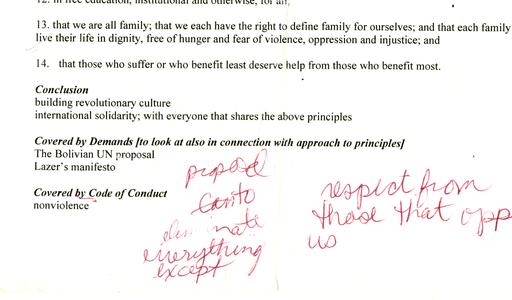 12. in free education, institutional and otherwise, for all;
13. that we are all family; that we each have the right to define family for ourselves; and that each family
live their life in dignity, free of hunger and fear of violence, oppression and injustice; and
14. that those who suffer or who benefit least deserve help from those who benefit most.
Conclusion
building revolutionary culture
international solidarity; with everyone that shares the above principles
Covered by Demands [to look at also in connection with approach to principles]
The Bolivian UN proposal
Lazer's manifesto
Covered by Code of Conduct
nonviolence
proposal
eliminate
everything
except
respect from
those that opp
us